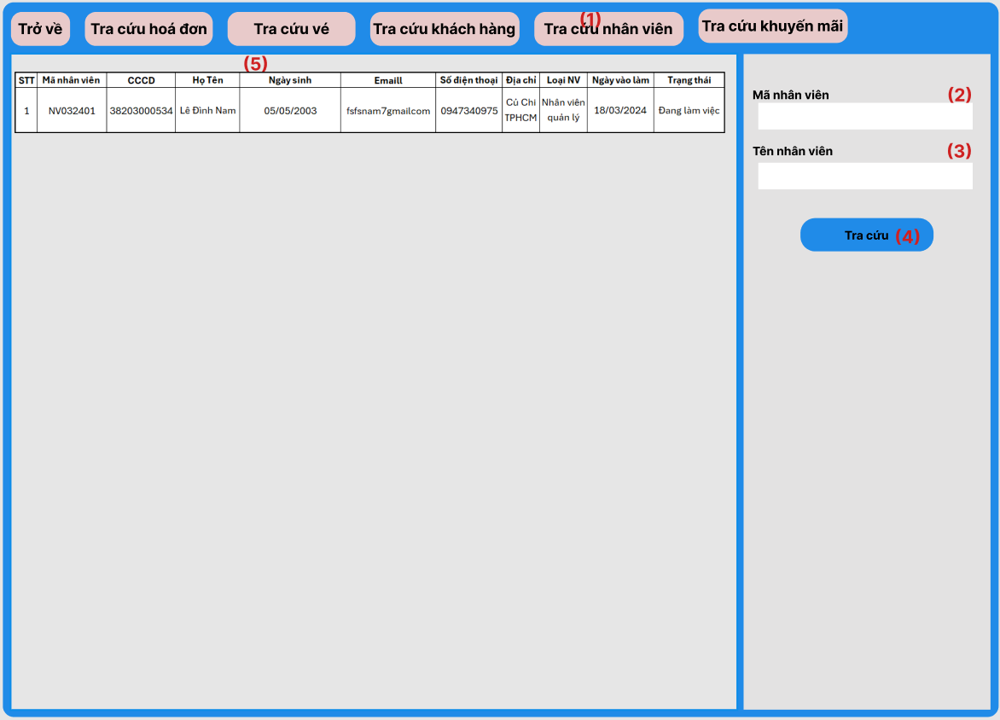 Trở về
Tra cứu hoá đơn
Tra cứu vé
Tra cứu khách hàng
(1)
Tra cứu nhân viên
Tra cứu khuyến mãi
(5)
STT Mã nhân viên CCCD Họ Tên Ngày sinh Emaill Số điện thoại Địa chỉ Loại NV Ngày vào làm Trạng thái
1 NV032401 38203000534 Lê Đình Nam 05/05/2003 fsfsnam7gmailcom 0947340975 Củ Chi TPHCM Nhân viên quản lý 18/03/2024 Đang làm việc
Mã nhân viên (2)
Tên nhân viên (3)
Tra cứu (4)